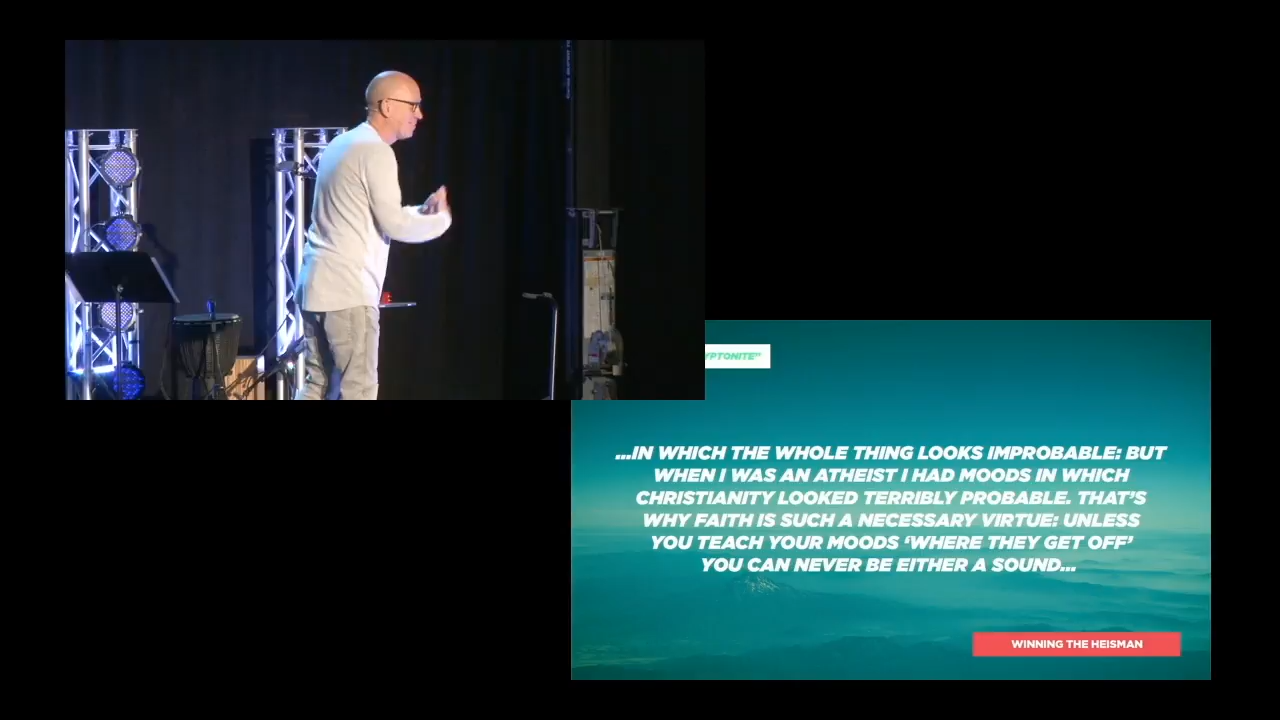 YPTONITE"
...IN WHICH THE WHOLE THING LOOKS IMPROBABLE: BUT
WHEN I WAS AN ATHEIST I HAD MOODS IN WHICH
CHRISTIANITY LOOKED TERRIBLY PROBABLE. THAT'S
WHY FAITH IS SUCH A NECESSARY VIRTUE: UNLESS
YOU TEACH YOUR MOODS ‘WHERE THEY GET OFF’
YOU CAN NEVER BE EITHER A SOUND...
WINNING THE HEISMAN